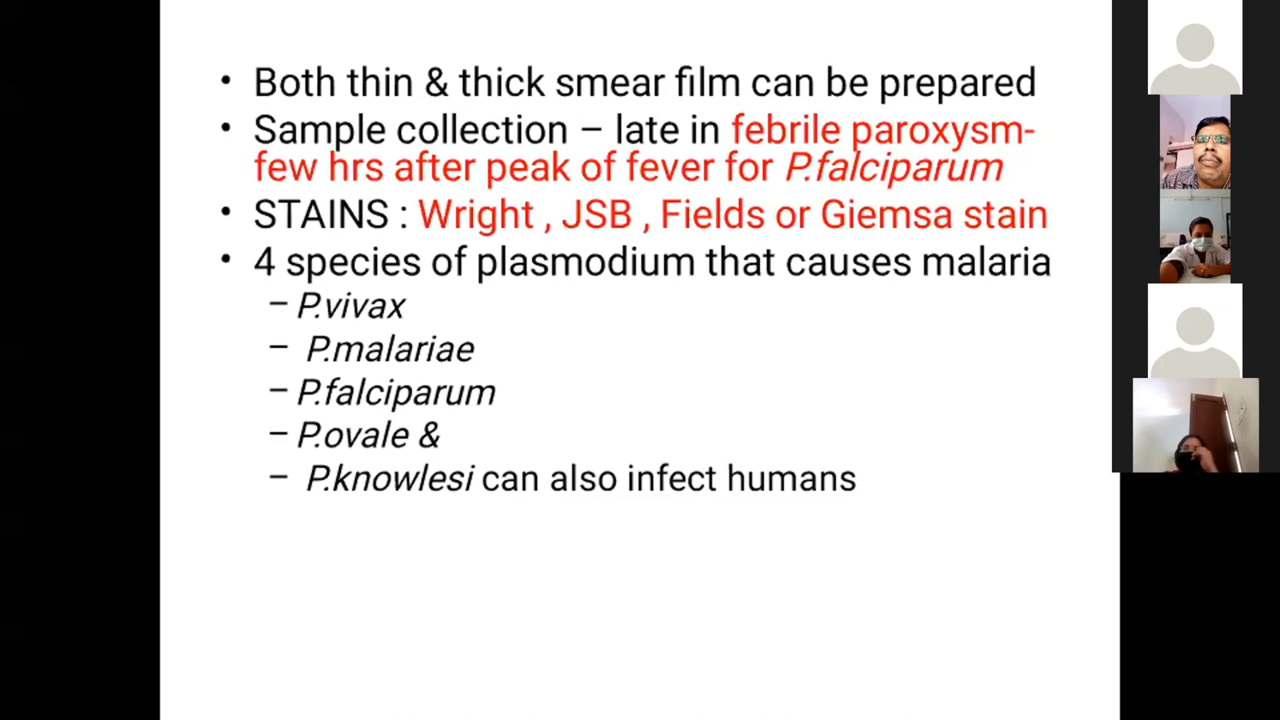 • Both thin & thick smear film can be prepared
• Sample collection – late in febrile paroxysm-
few hrs after peak of fever for P.falciparum
• STAINS : Wright , JSB , Fields or Giemsa stain
• 4 species of plasmodium that causes malaria
– P.vivax
– P.malariae
– P.falciparum
– P.ovale &
– P.knowlesi can also infect humans